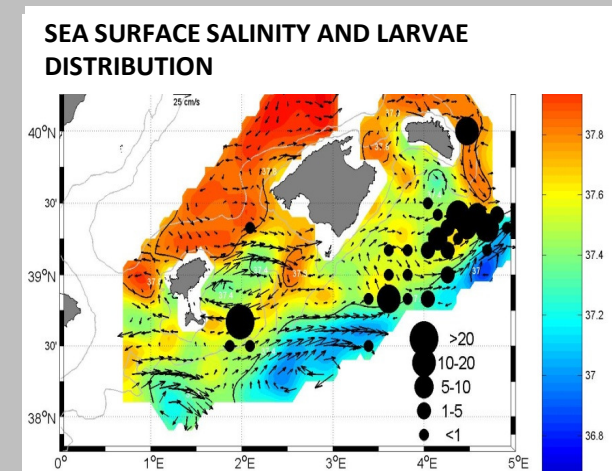 SEA SURFACE SALINITY AND LARVAE
DISTRIBUTION
25 cm/s
40°N
30'
39°N
30'
38°N
0°
1°E
2°E
3°E
4°E
5°E
>20
10-20
5-10
1-5
<1
37.8
37.6
37.4
37.2
37
36.8
37